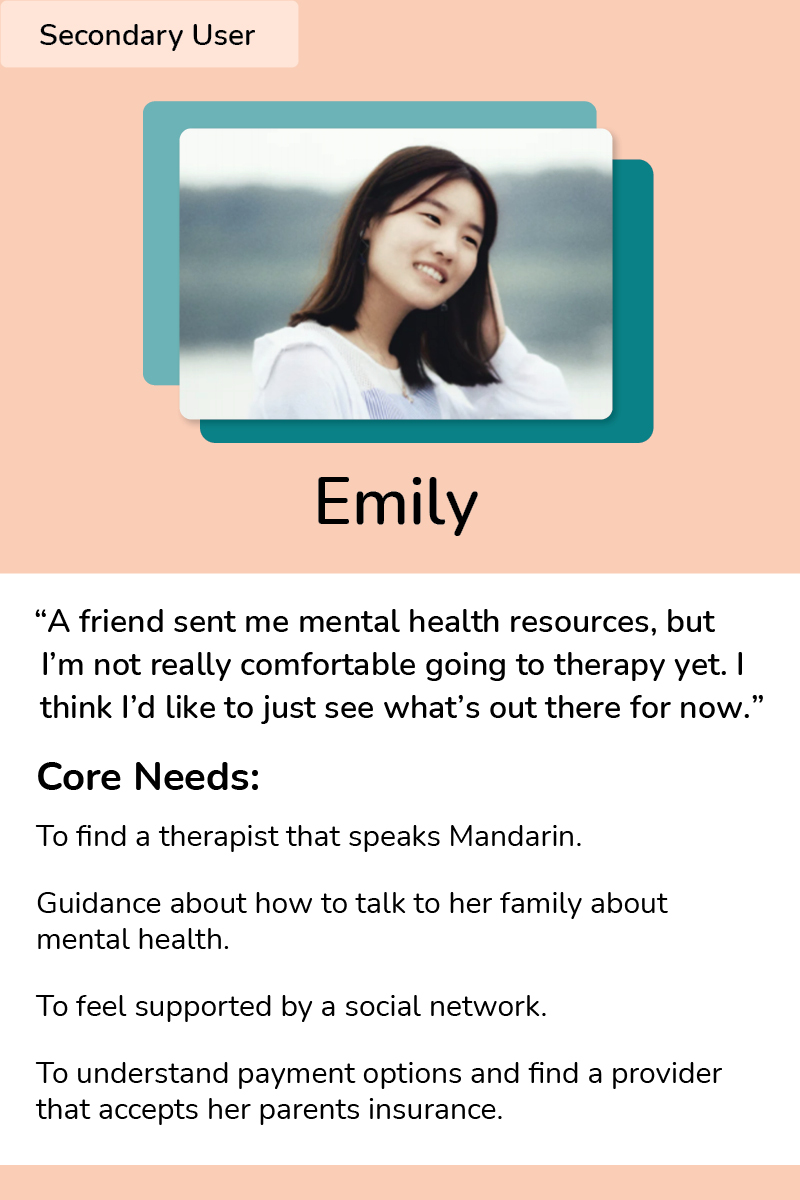 Secondary User
Emily
“A friend sent me mental health resources, but
I’m not really comfortable going to therapy yet. I
think I’d like to just see what’s out there for now.”
Core Needs:
To find a therapist that speaks Mandarin.
Guidance about how to talk to her family about
mental health.
To feel supported by a social network.
To understand payment options and find a provider
that accepts her parents insurance.